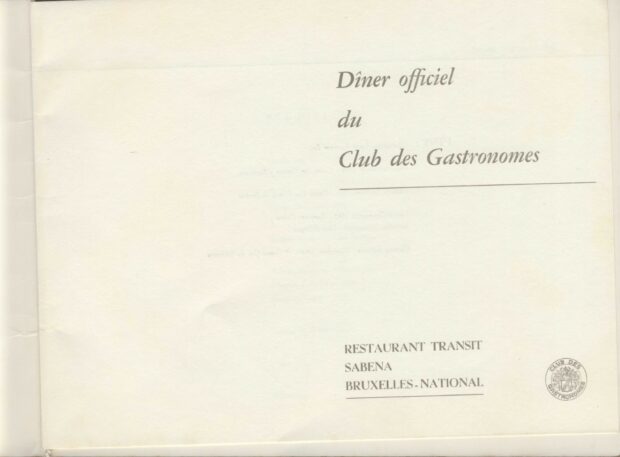 Dîner officiel
du
Club des Gastronomes
RESTAURANT TRANSIT
SABENA
BRUXELLES-NATIONAL
CLUB DES
GASTRONOMES